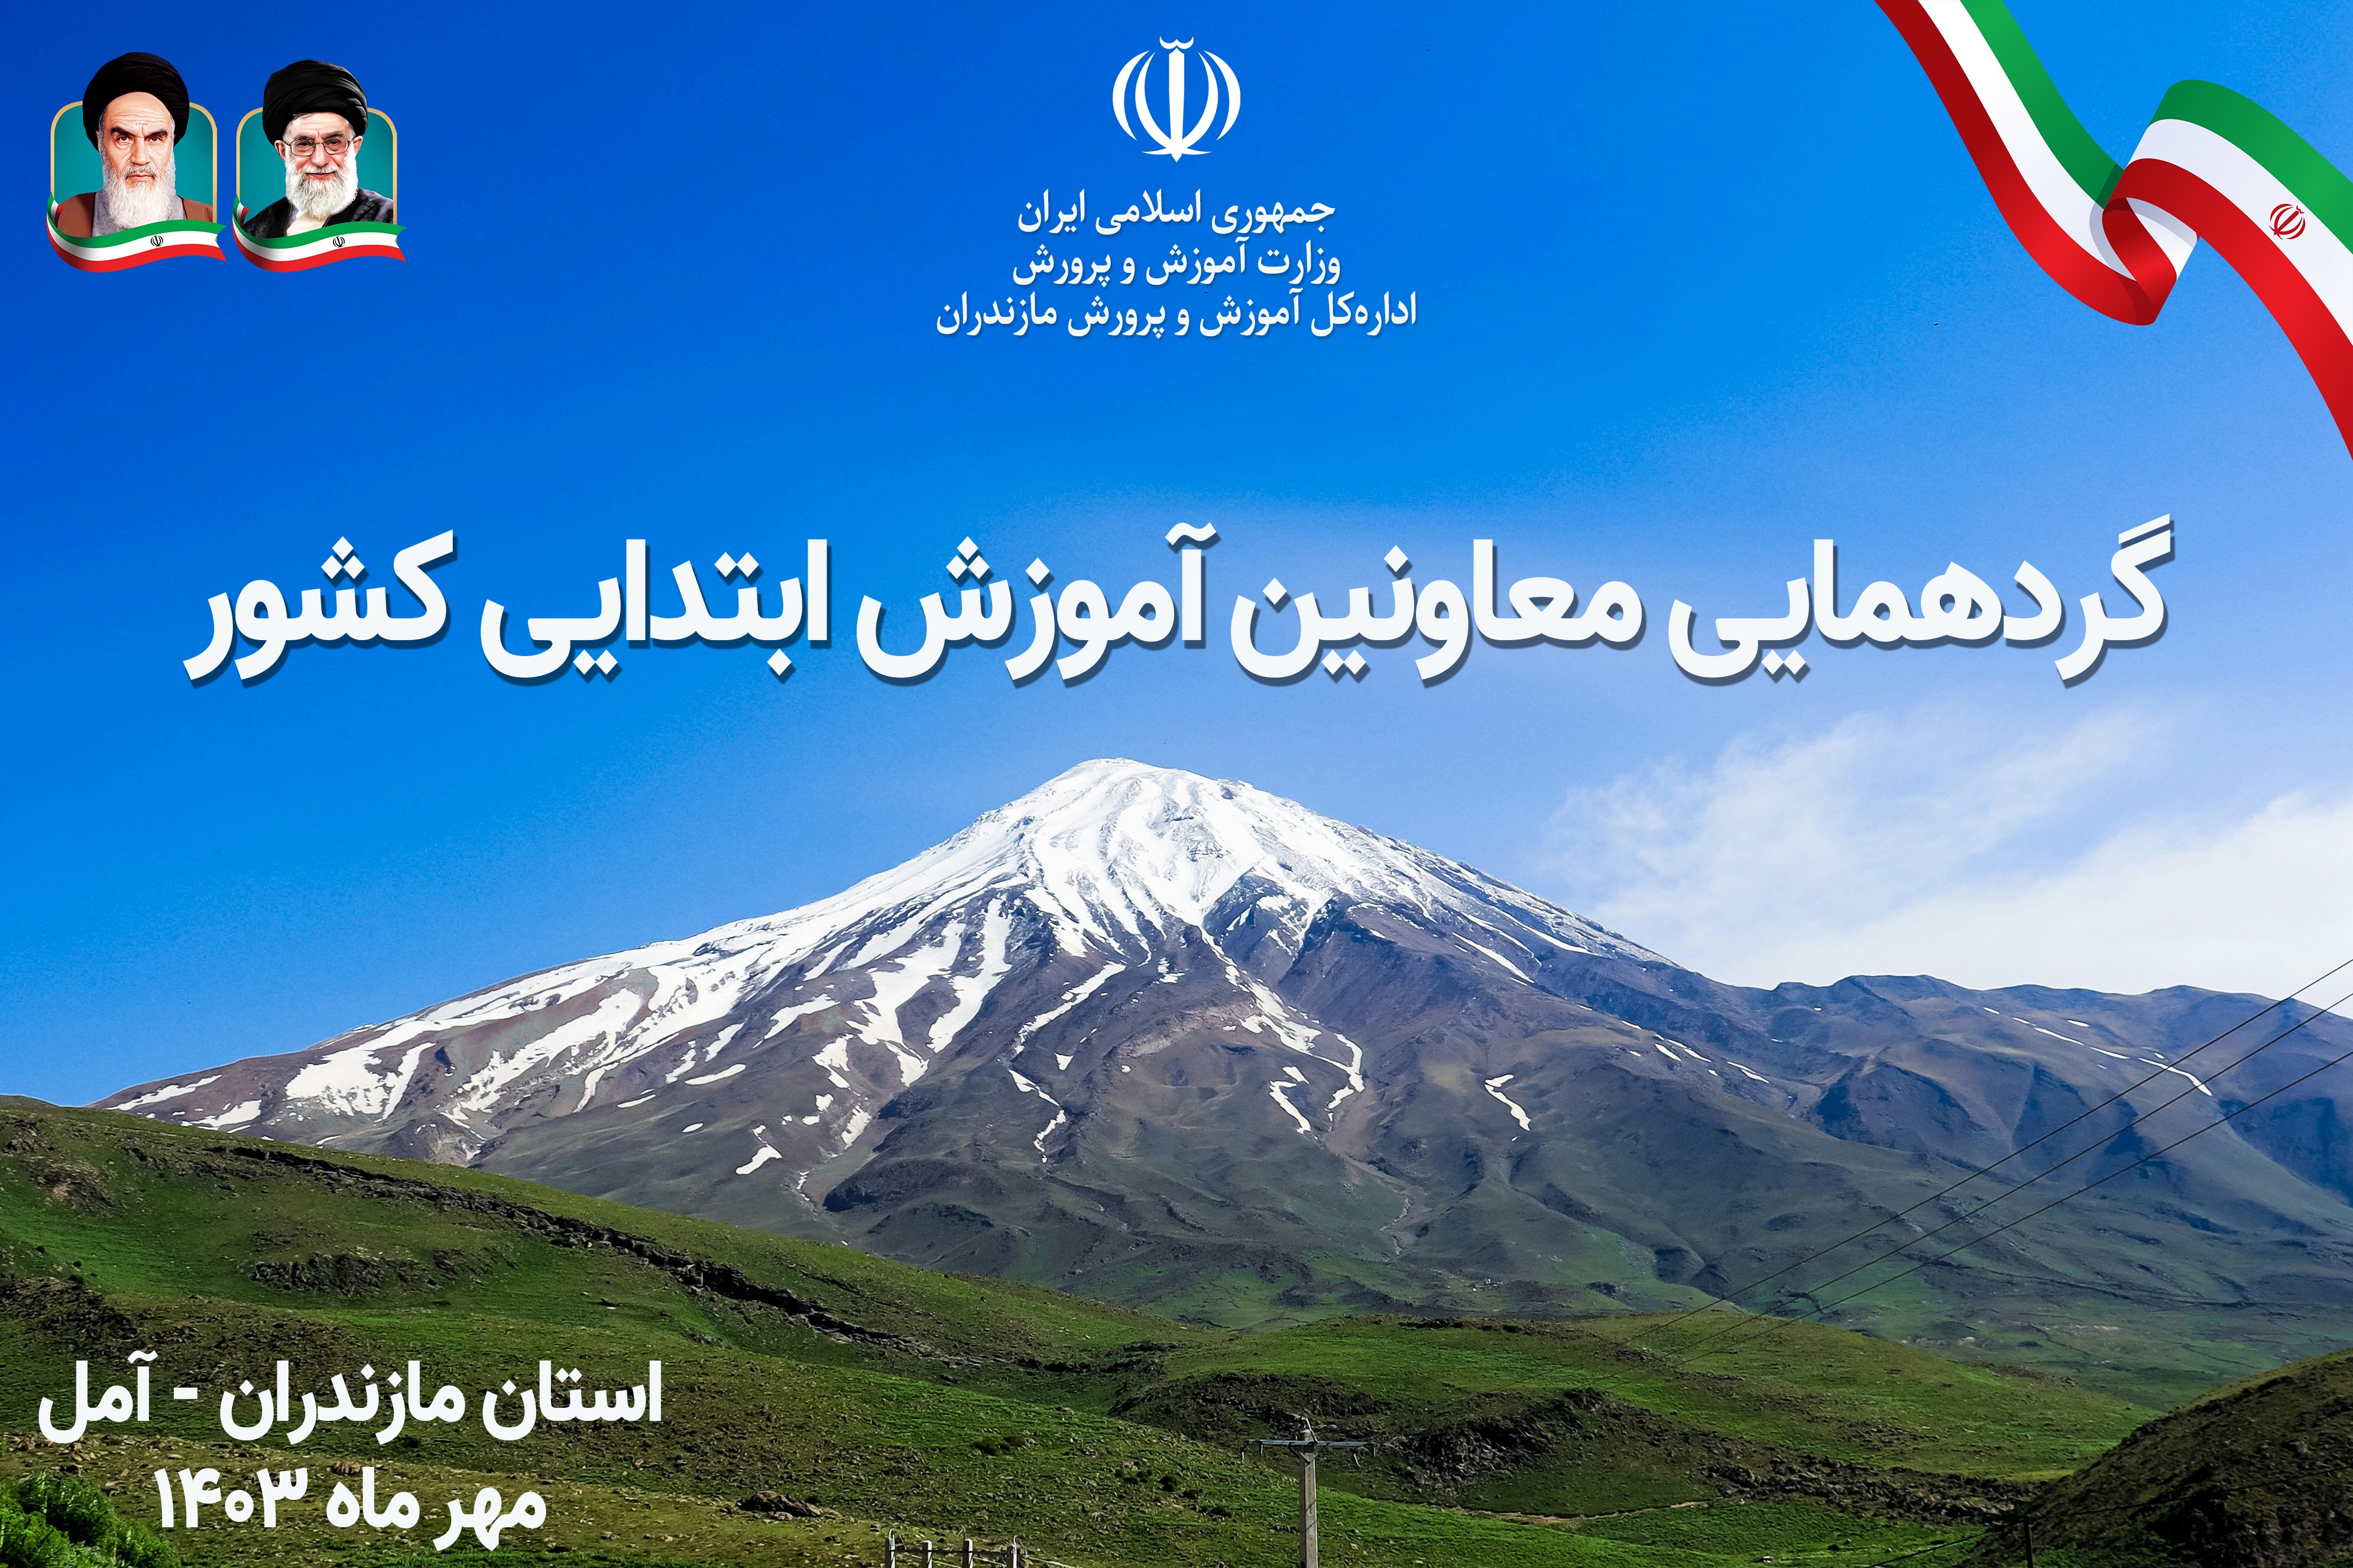 جمهوری اسلامی ایران
وزارت آموزش و پرورش
اداره‌کل آموزش و پرورش مازندران
گردهمایی معاونین آموزش ابتدایی کشور
استان مازندران - آمل
مهر ماه ۱۴۰۳